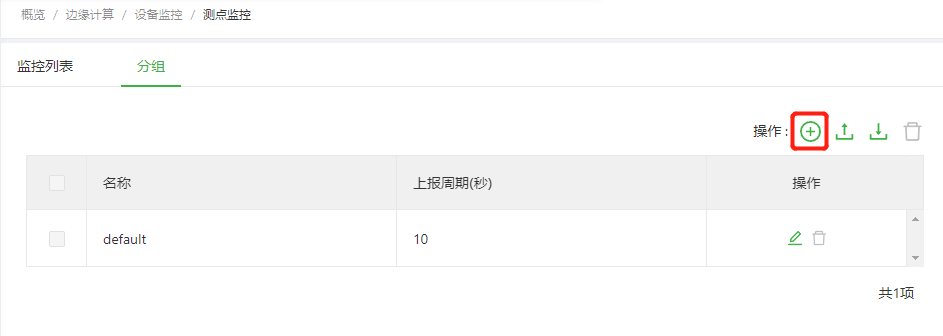 概览 / 边缘计算 / 设备监控 / 测点监控
监控列表 分组
操作 :
名称 上报周期(秒) 操作
default 10
共1项